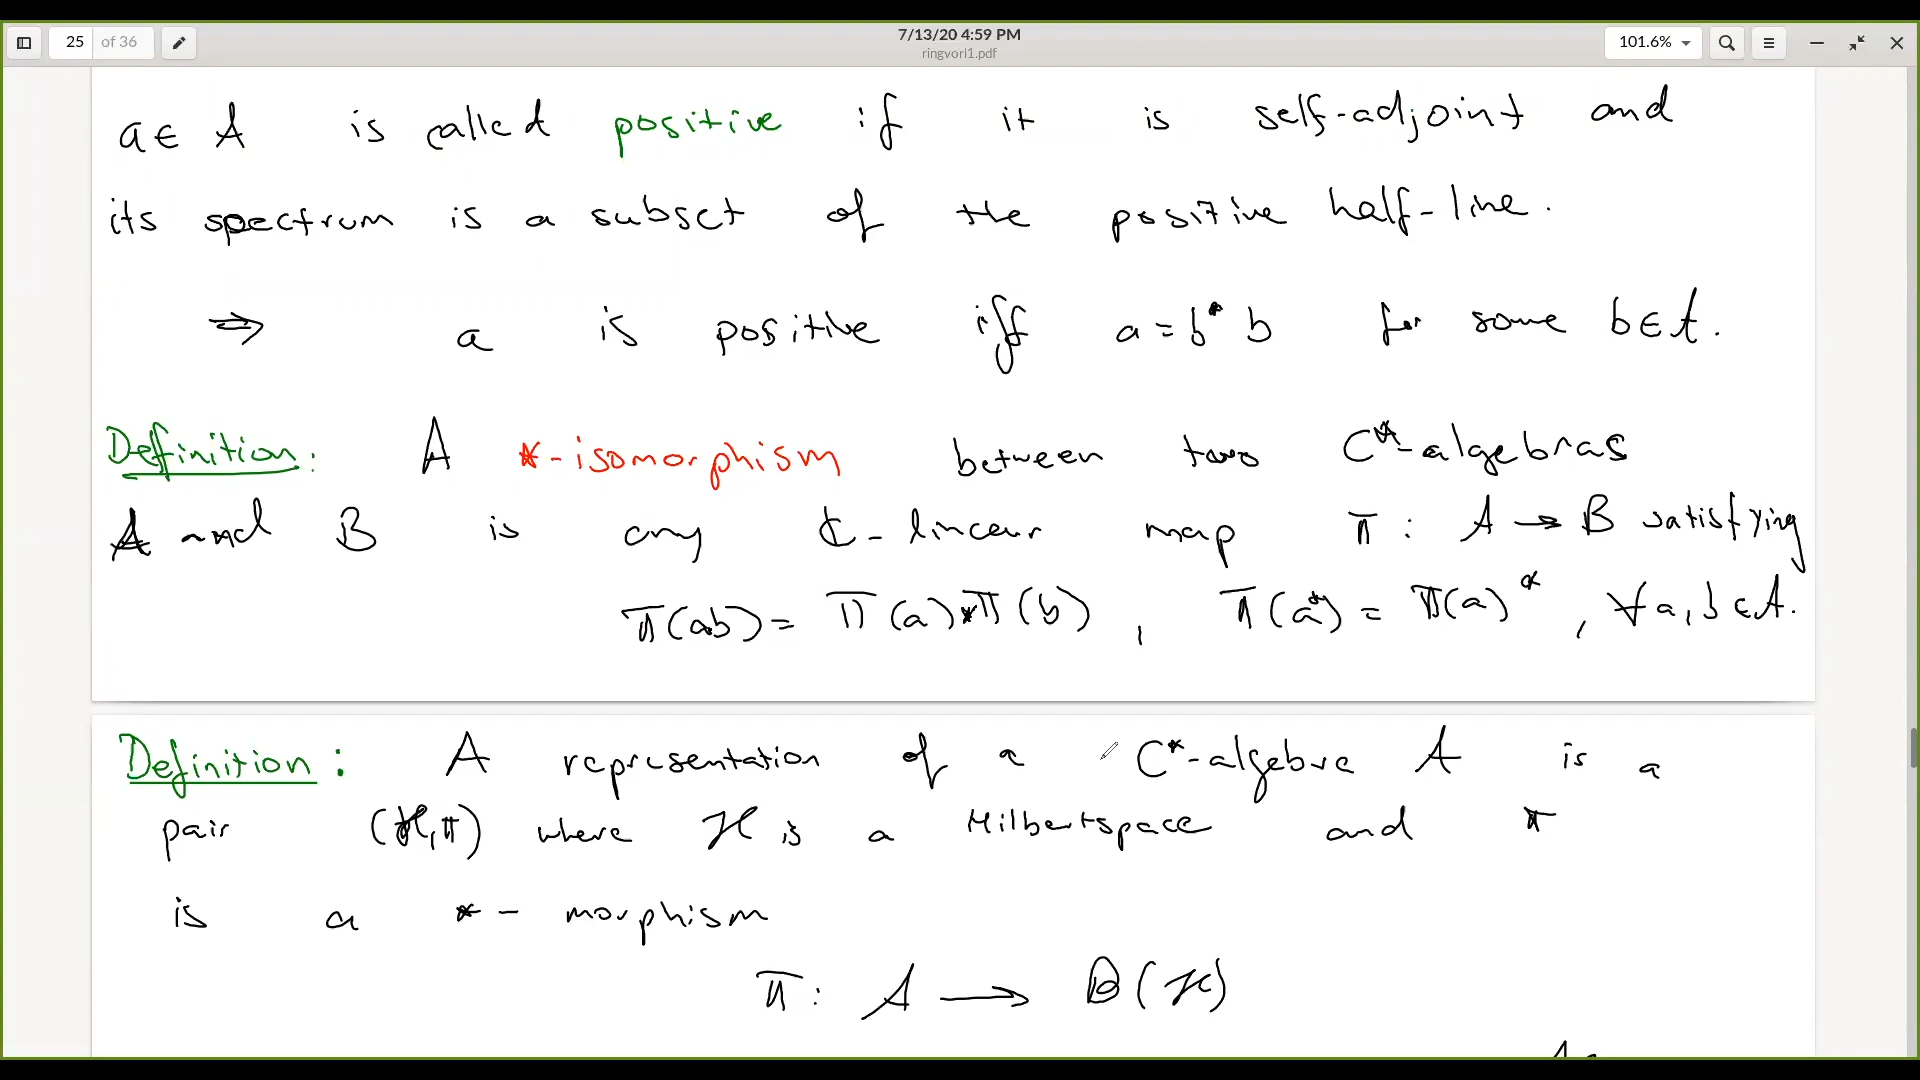 25 of 36
7/13/20 4:59 PM
ringvori1.pdf
101.6%
a ∈ A is called positive if it is self-adjoint and
its spectrum is a subset of the positive half-line.
⇒ a is positive iff a = b* b for some b ∈ A.
Definition: A *-isomorphism between two C*-algebras
A and B is any ℂ-linear map π : A → B satisfying
π(ab) = π(a)π(b) , π(a*) = π(a)* , ∀a, b ∈ A.
Definition: A representation of a C*-algebra A is a
pair (H, π) where H is a Hilbertspace and π
is a *-morphism
π : A → B(H)